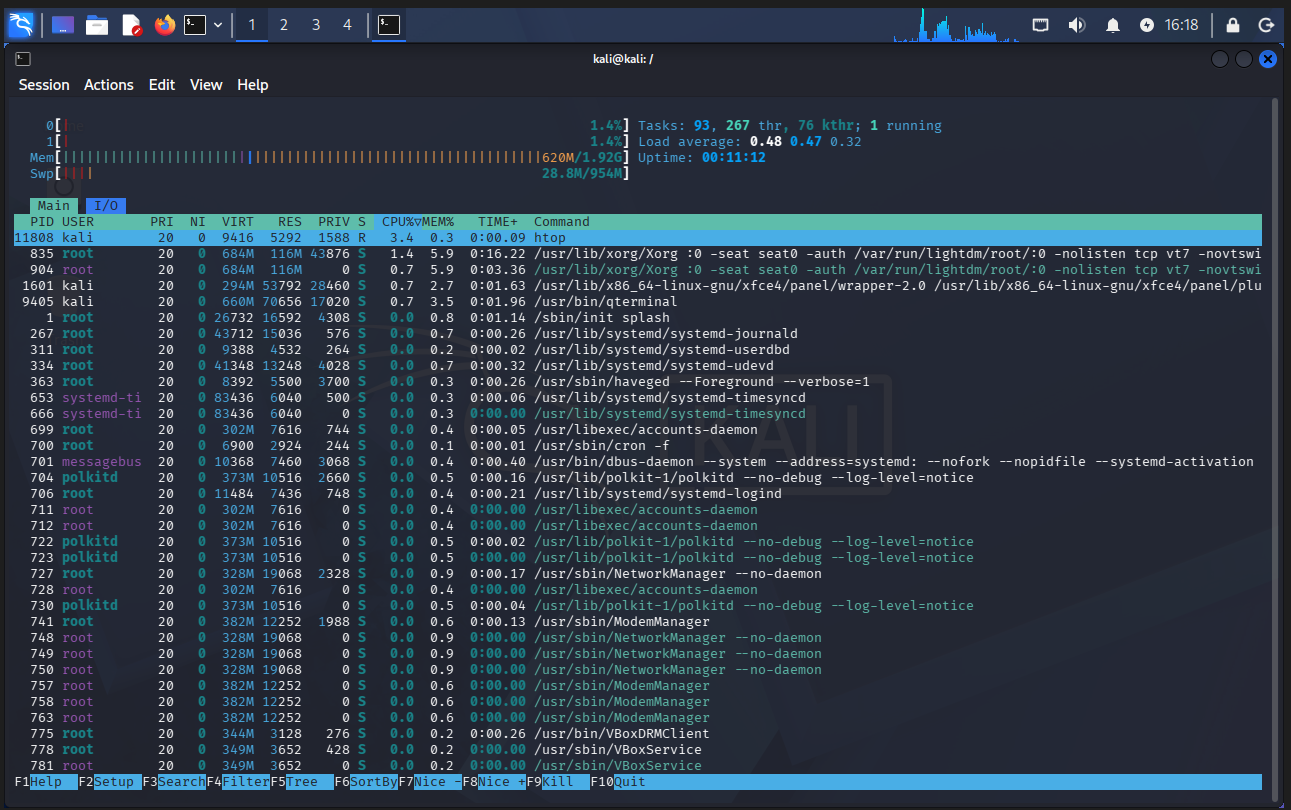 1 2 3 4 16:18
kali@kali: /
Session Actions Edit View Help
0[ 1.4%] Tasks: 93, 267 thr, 76 kthr; 1 running
1[ 1.4%] Load average: 0.48 0.47 0.32
Mem[ 620M/1.92G] Uptime: 00:11:12
Swp[ 28.8M/954M]
Main I/O
PID USER PRI NI VIRT RES PRIV S CPU%▽MEM% TIME+ Command
11808 kali 20 0 9416 5292 1588 R 3.4 0.3 0:00.09 htop
835 root 20 0 684M 116M 43876 S 1.4 5.9 0:16.22 /usr/lib/xorg/Xorg :0 -seat seat0 -auth /var/run/lightdm/root/:0 -nolisten tcp vt7 -novtswi
904 root 20 0 684M 116M 0 S 0.7 5.9 0:03.36 /usr/lib/xorg/Xorg :0 -seat seat0 -auth /var/run/lightdm/root/:0 -nolisten tcp vt7 -novtswi
1601 kali 20 0 294M 53792 28460 S 0.7 2.7 0:01.63 /usr/lib/x86_64-linux-gnu/xfce4/panel/wrapper-2.0 /usr/lib/x86_64-linux-gnu/xfce4/panel/plu
9405 kali 20 0 660M 70656 17020 S 0.7 3.5 0:01.96 /usr/bin/qterminal
1 root 20 0 26732 16592 4308 S 0.0 0.8 0:01.14 /sbin/init splash
267 root 20 0 43712 15036 576 S 0.0 0.7 0:00.26 /usr/lib/systemd/systemd-journald
311 root 20 0 9388 4532 264 S 0.0 0.2 0:00.02 /usr/lib/systemd/systemd-userdbd
334 root 20 0 41348 13248 4028 S 0.0 0.7 0:00.32 /usr/lib/systemd/systemd-udevd
363 root 20 0 8392 5500 3700 S 0.0 0.3 0:00.26 /usr/sbin/haveged --Foreground --verbose=1
653 systemd-ti 20 0 83436 6040 500 S 0.0 0.3 0:00.06 /usr/lib/systemd/systemd-timesyncd
666 systemd-ti 20 0 83436 6040 0 S 0.0 0.3 0:00.00 /usr/lib/systemd/systemd-timesyncd
699 root 20 0 302M 7616 744 S 0.0 0.4 0:00.05 /usr/libexec/accounts-daemon
700 root 20 0 6900 2924 244 S 0.0 0.1 0:00.01 /usr/sbin/cron -f
701 messagebus 20 0 10368 7460 3068 S 0.0 0.4 0:00.40 /usr/bin/dbus-daemon --system --address=systemd: --nofork --nopidfile --systemd-activation
704 polkitd 20 0 373M 10516 2660 S 0.0 0.5 0:00.16 /usr/lib/polkit-1/polkitd --no-debug --log-level=notice
706 root 20 0 11484 7436 748 S 0.0 0.4 0:00.21 /usr/lib/systemd/systemd-logind
711 root 20 0 302M 7616 0 S 0.0 0.4 0:00.00 /usr/libexec/accounts-daemon
712 root 20 0 302M 7616 0 S 0.0 0.4 0:00.00 /usr/libexec/accounts-daemon
722 polkitd 20 0 373M 10516 0 S 0.0 0.5 0:00.02 /usr/lib/polkit-1/polkitd --no-debug --log-level=notice
723 polkitd 20 0 373M 10516 0 S 0.0 0.5 0:00.00 /usr/lib/polkit-1/polkitd --no-debug --log-level=notice
727 root 20 0 328M 19068 2328 S 0.0 0.9 0:00.17 /usr/sbin/NetworkManager --no-daemon
728 root 20 0 302M 7616 0 S 0.0 0.4 0:00.00 /usr/libexec/accounts-daemon
730 polkitd 20 0 373M 10516 0 S 0.0 0.5 0:00.04 /usr/lib/polkit-1/polkitd --no-debug --log-level=notice
741 root 20 0 382M 12252 1988 S 0.0 0.6 0:00.13 /usr/sbin/ModemManager
748 root 20 0 328M 19068 0 S 0.0 0.9 0:00.00 /usr/sbin/NetworkManager --no-daemon
749 root 20 0 328M 19068 0 S 0.0 0.9 0:00.00 /usr/sbin/NetworkManager --no-daemon
750 root 20 0 328M 19068 0 S 0.0 0.9 0:00.00 /usr/sbin/NetworkManager --no-daemon
757 root 20 0 382M 12252 0 S 0.0 0.6 0:00.00 /usr/sbin/ModemManager
758 root 20 0 382M 12252 0 S 0.0 0.6 0:00.00 /usr/sbin/ModemManager
763 root 20 0 382M 12252 0 S 0.0 0.6 0:00.00 /usr/sbin/ModemManager
775 root 20 0 344M 3128 276 S 0.0 0.2 0:00.26 /usr/bin/VBoxDRMClient
778 root 20 0 349M 3652 428 S 0.0 0.2 0:00.00 /usr/sbin/VBoxService
781 root 20 0 349M 3652 0 S 0.0 0.2 0:00.00 /usr/sbin/VBoxService
F1Help F2Setup F3SearchF4FilterF5Tree F6SortByF7Nice -F8Nice +F9Kill F10Quit
KALI